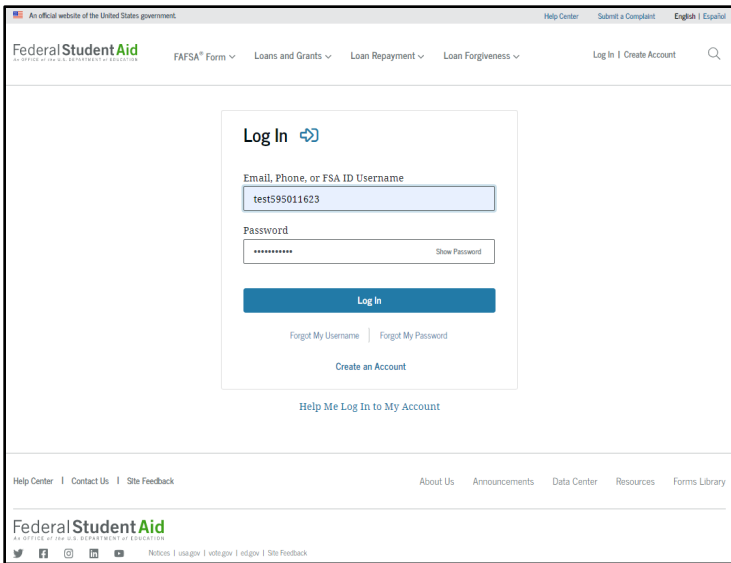 An official website of the United States government.
Help Center Submit a Complaint English | Español
Federal Student Aid
An OFFICE of the U.S. DEPARTMENT of EDUCATION
FAFSA® Form Loans and Grants Loan Repayment Loan Forgiveness Log In | Create Account
Log In
Email, Phone, or FSA ID Username
test595011623
Password
••••••••••• Show Password
Log In
Forgot My Username Forgot My Password
Create an Account
Help Me Log In to My Account
Help Center | Contact Us | Site Feedback About Us Announcements Data Center Resources Forms Library
Federal Student Aid
An OFFICE of the U.S. DEPARTMENT of EDUCATION
Notices | usa.gov | vote.gov | ed.gov | Site Feedback